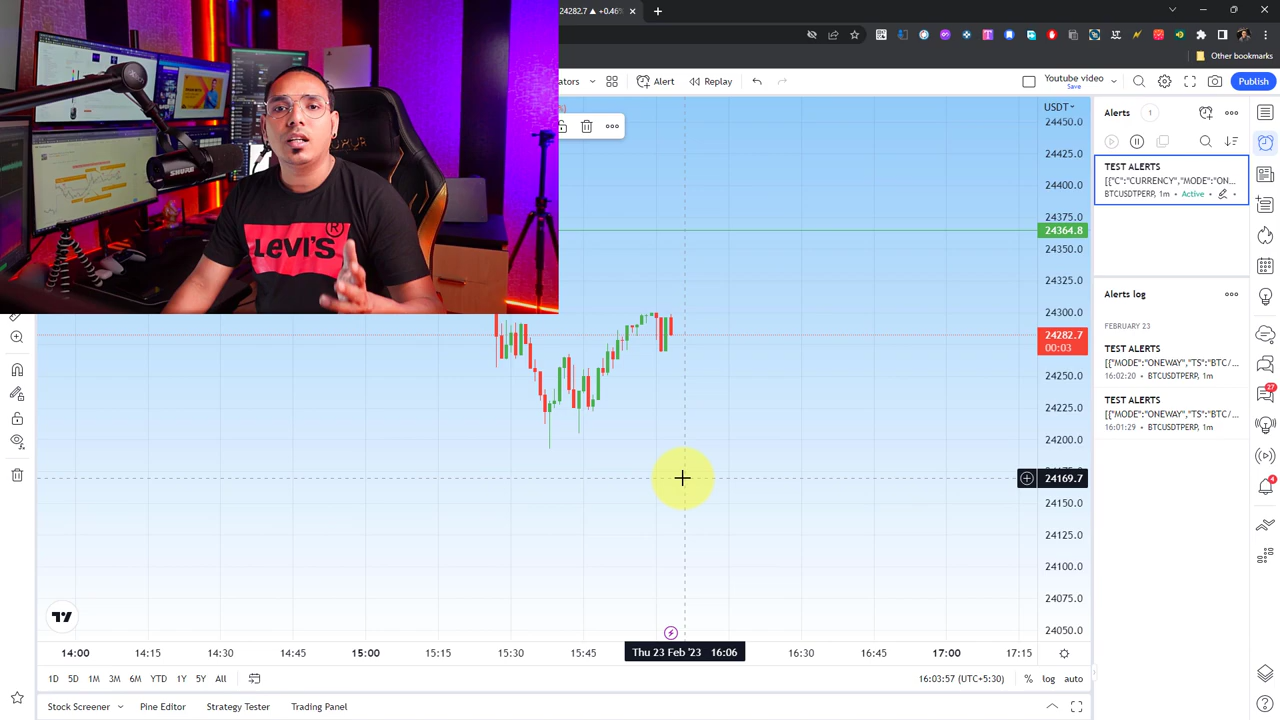 24282.7 ▲ +0.46%
Other bookmarks
Alert
Replay
Youtube video
Save
Publish
USDT
Alerts 1
TEST ALERTS
[{"C":"CURRENCY","MODE":"ON...
BTCUSDTPERP, 1m • Active •
Alerts log
FEBRUARY 23
TEST ALERTS
[{"MODE":"ONEWAY","TS":"BTC/...
16:02:20 • BTCUSDTPERP, 1m
TEST ALERTS
[{"MODE":"ONEWAY","TS":"BTC/...
16:01:29 • BTCUSDTPERP, 1m
27
4
24450.0
24425.0
24400.0
24375.0
24364.8
24350.0
24325.0
24300.0
24282.7
00:03
24250.0
24225.0
24200.0
24169.7
24150.0
24125.0
24100.0
24075.0
24050.0
SHURE
LEVI'S
®
14:00
14:15
14:30
14:45
15:00
15:15
15:30
15:45
Thu 23 Feb '23 16:06
16:30
16:45
17:00
17:15
1D
5D
1M
3M
6M
YTD
1Y
5Y
All
16:03:57 (UTC+5:30)
%
log
auto
Stock Screener
Pine Editor
Strategy Tester
Trading Panel